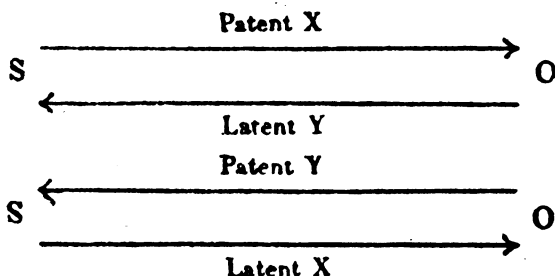 Patent X
S O
Latent Y
Patent Y
S O
Latent X